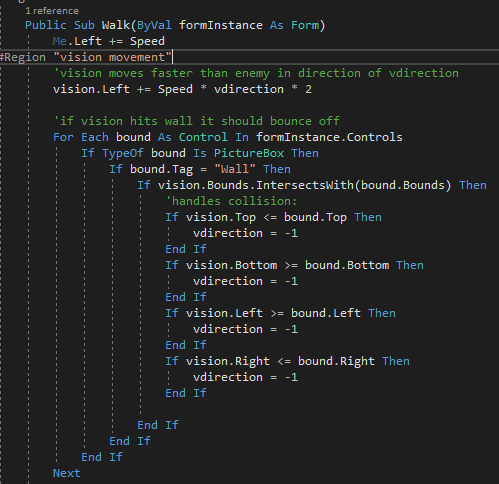 1 reference
Public Sub Walk(ByVal formInstance As Form)
Me.Left += Speed
#Region "vision movement"
'vision moves faster than enemy in direction of vdirection
vision.Left += Speed * vdirection * 2
'if vision hits wall it should bounce off
For Each bound As Control In formInstance.Controls
If TypeOf bound Is PictureBox Then
If bound.Tag = "Wall" Then
If vision.Bounds.IntersectsWith(bound.Bounds) Then
'handles collision:
If vision.Top <= bound.Top Then
vdirection = -1
End If
If vision.Bottom >= bound.Bottom Then
vdirection = -1
End If
If vision.Left >= bound.Left Then
vdirection = -1
End If
If vision.Right <= bound.Right Then
vdirection = -1
End If
End If
End If
End If
Next